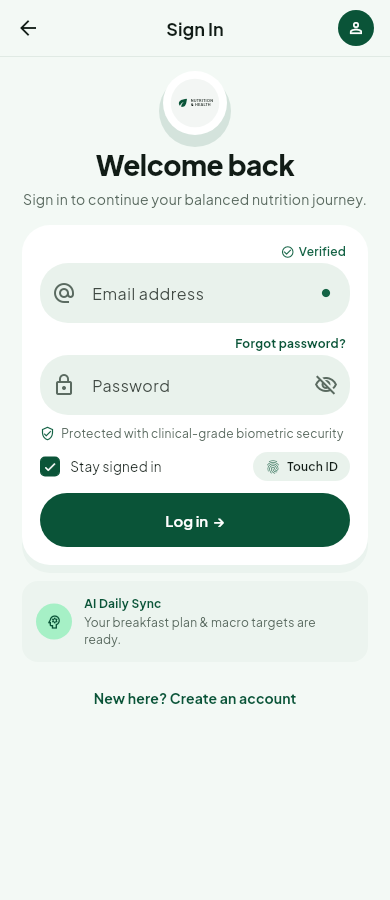 Sign In
NUTRITION
& HEALTH
Welcome back
Sign in to continue your balanced nutrition journey.
Verified
Email address
Forgot password?
Password
Protected with clinical-grade biometric security
Stay signed in
Touch ID
Log in →
AI Daily Sync
Your breakfast plan & macro targets are
ready.
New here? Create an account